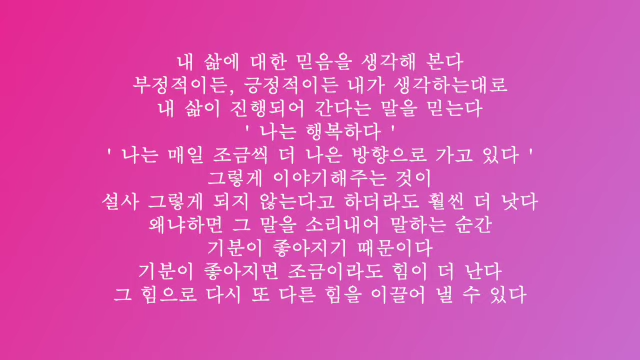 내 삶에 대한 믿음을 생각해 본다
부정적이든, 긍정적이든 내가 생각하는대로
내 삶이 진행되어 간다는 말을 믿는다
' 나는 행복하다 '
' 나는 매일 조금씩 더 나은 방향으로 가고 있다 '
그렇게 이야기해주는 것이
설사 그렇게 되지 않는다고 하더라도 훨씬 더 낫다
왜냐하면 그 말을 소리내어 말하는 순간
기분이 좋아지기 때문이다
기분이 좋아지면 조금이라도 힘이 더 난다
그 힘으로 다시 또 다른 힘을 이끌어 낼 수 있다